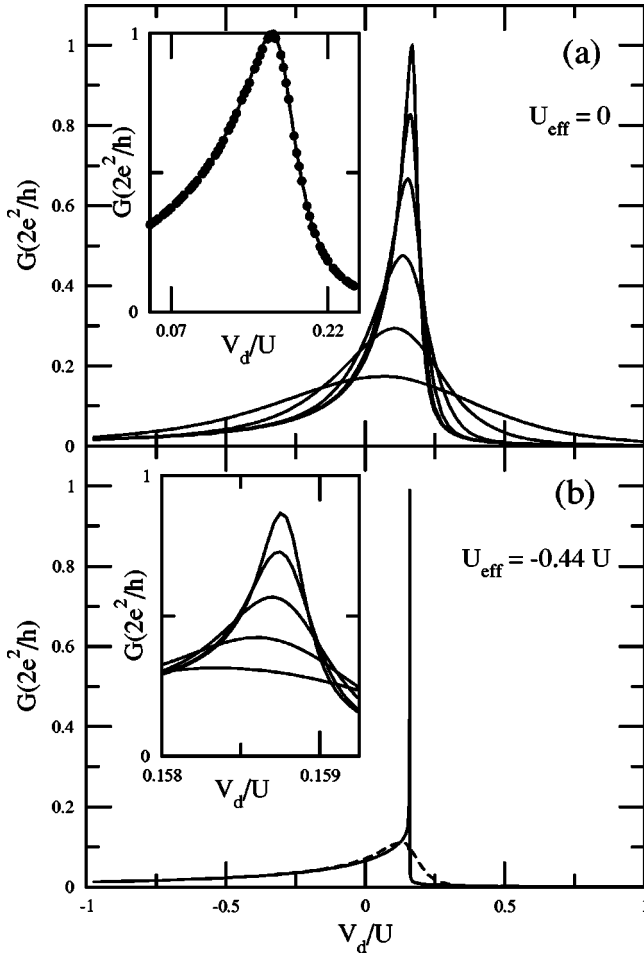 (a)
U_eff = 0
G(2e²/h)
1
0.8
0.6
0.4
0.2
0
1
G(2e²/h)
0
0.07
0.22
V_d/U
(b)
U_eff = -0.44 U
G(2e²/h)
1
0.8
0.6
0.4
0.2
0
1
G(2e²/h)
0
0.158
0.159
V_d/U
-1
-0.5
0
0.5
1
V_d/U